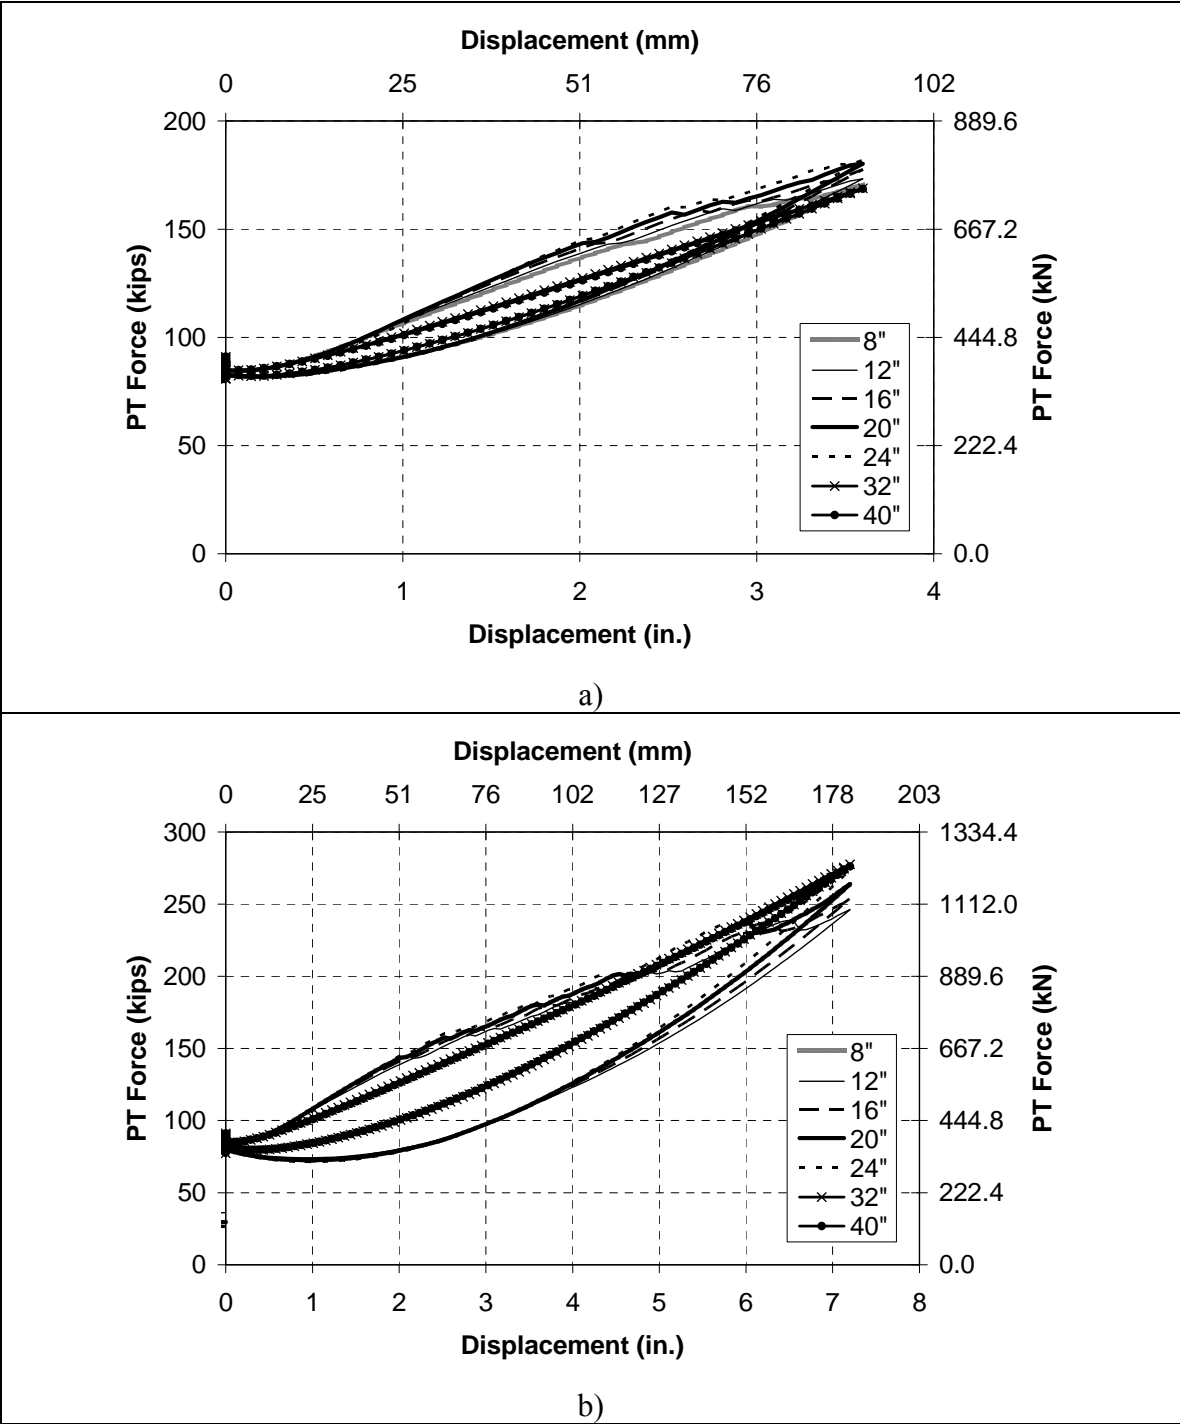 Displacement (mm)
0 25 51 76 102
200 889.6
150 667.2
100 444.8
50 222.4
0 0.0
PT Force (kips)
PT Force (kN)
8"
12"
16"
20"
24"
32"
40"
0 1 2 3 4
Displacement (in.)
a)
Displacement (mm)
0 25 51 76 102 127 152 178 203
300 1334.4
250 1112.0
200 889.6
150 667.2
100 444.8
50 222.4
0 0.0
PT Force (kips)
PT Force (kN)
8"
12"
16"
20"
24"
32"
40"
0 1 2 3 4 5 6 7 8
Displacement (in.)
b)